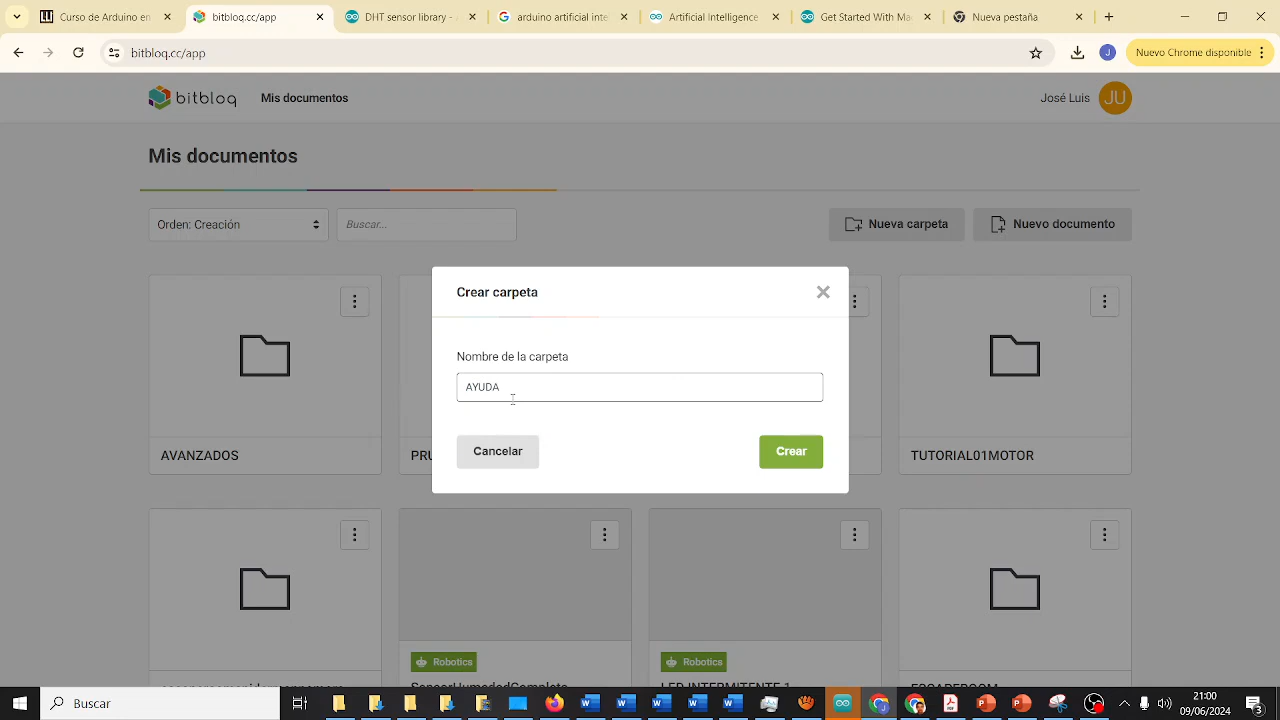 Curso de Arduino en
bitbloq.cc/app
DHT sensor library -
arduino artificial inte
Artificial Intelligence
Get Started With Ma
Nueva pestaña
bitbloq.cc/app
J
Nuevo Chrome disponible
bitbloq
Mis documentos
José Luis
JU
Mis documentos
Orden: Creación
Buscar...
Nueva carpeta
Nuevo documento
Crear carpeta
Nombre de la carpeta
AYUDA
Cancelar
Crear
AVANZADOS
PRU
TUTORIAL01MOTOR
Robotics
Robotics
SensorHumedadCompleto
LED INTERMITENTE
Buscar
21:00
09/06/2024